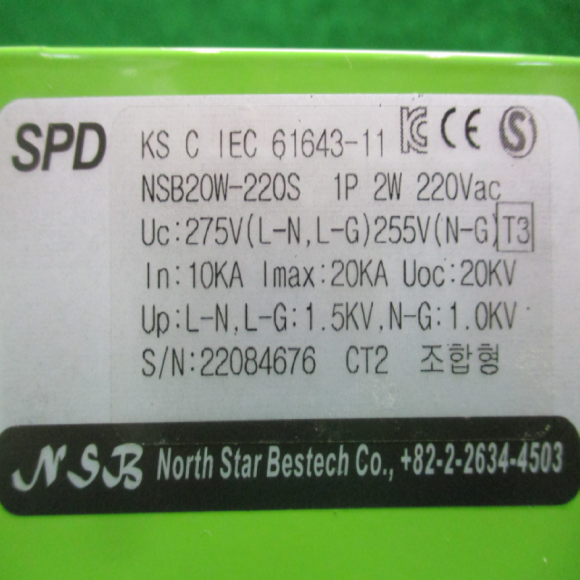 SPD
KS C IEC 61643-11 CE
NSB20W-220S 1P 2W 220Vac
Uc:275V(L-N,L-G)255V(N-G) T3
In:10KA Imax:20KA Uoc:20KV
Up:L-N,L-G:1.5KV,N-G:1.0KV
S/N:22084676 CT2 조합형
NSB North Star Bestech Co., +82-2-2634-4503